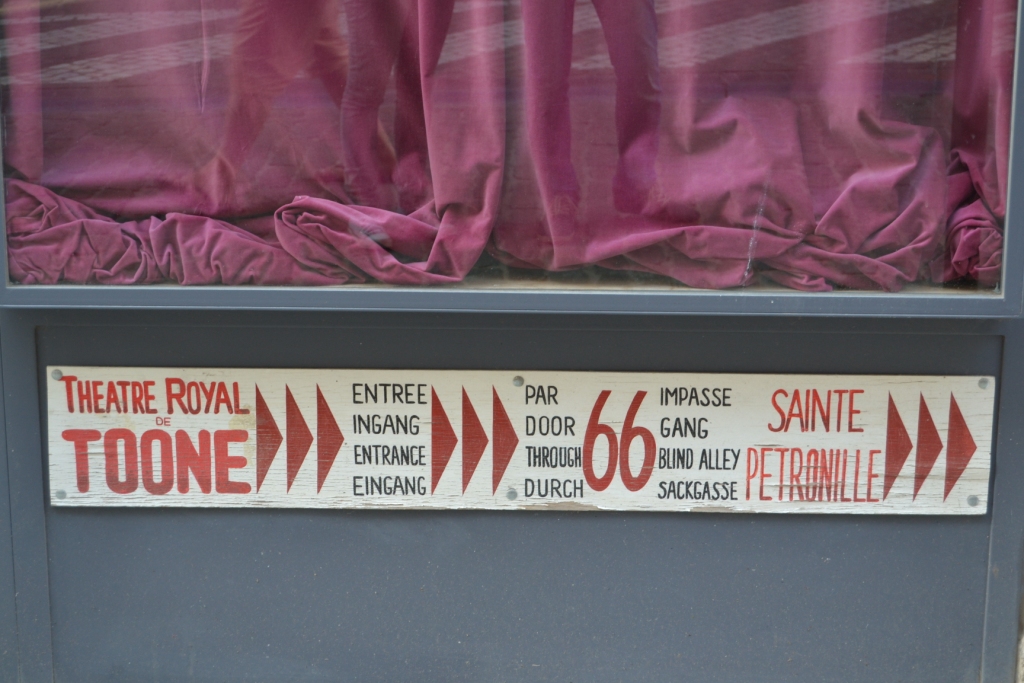 THEATRE ROYAL
DE
TOONE
ENTREE
INGANG
ENTRANCE
EINGANG
PAR
DOOR
THROUGH
DURCH
66
IMPASSE
GANG
BLIND ALLEY
SACKGASSE
SAINTE
PETRONILLE